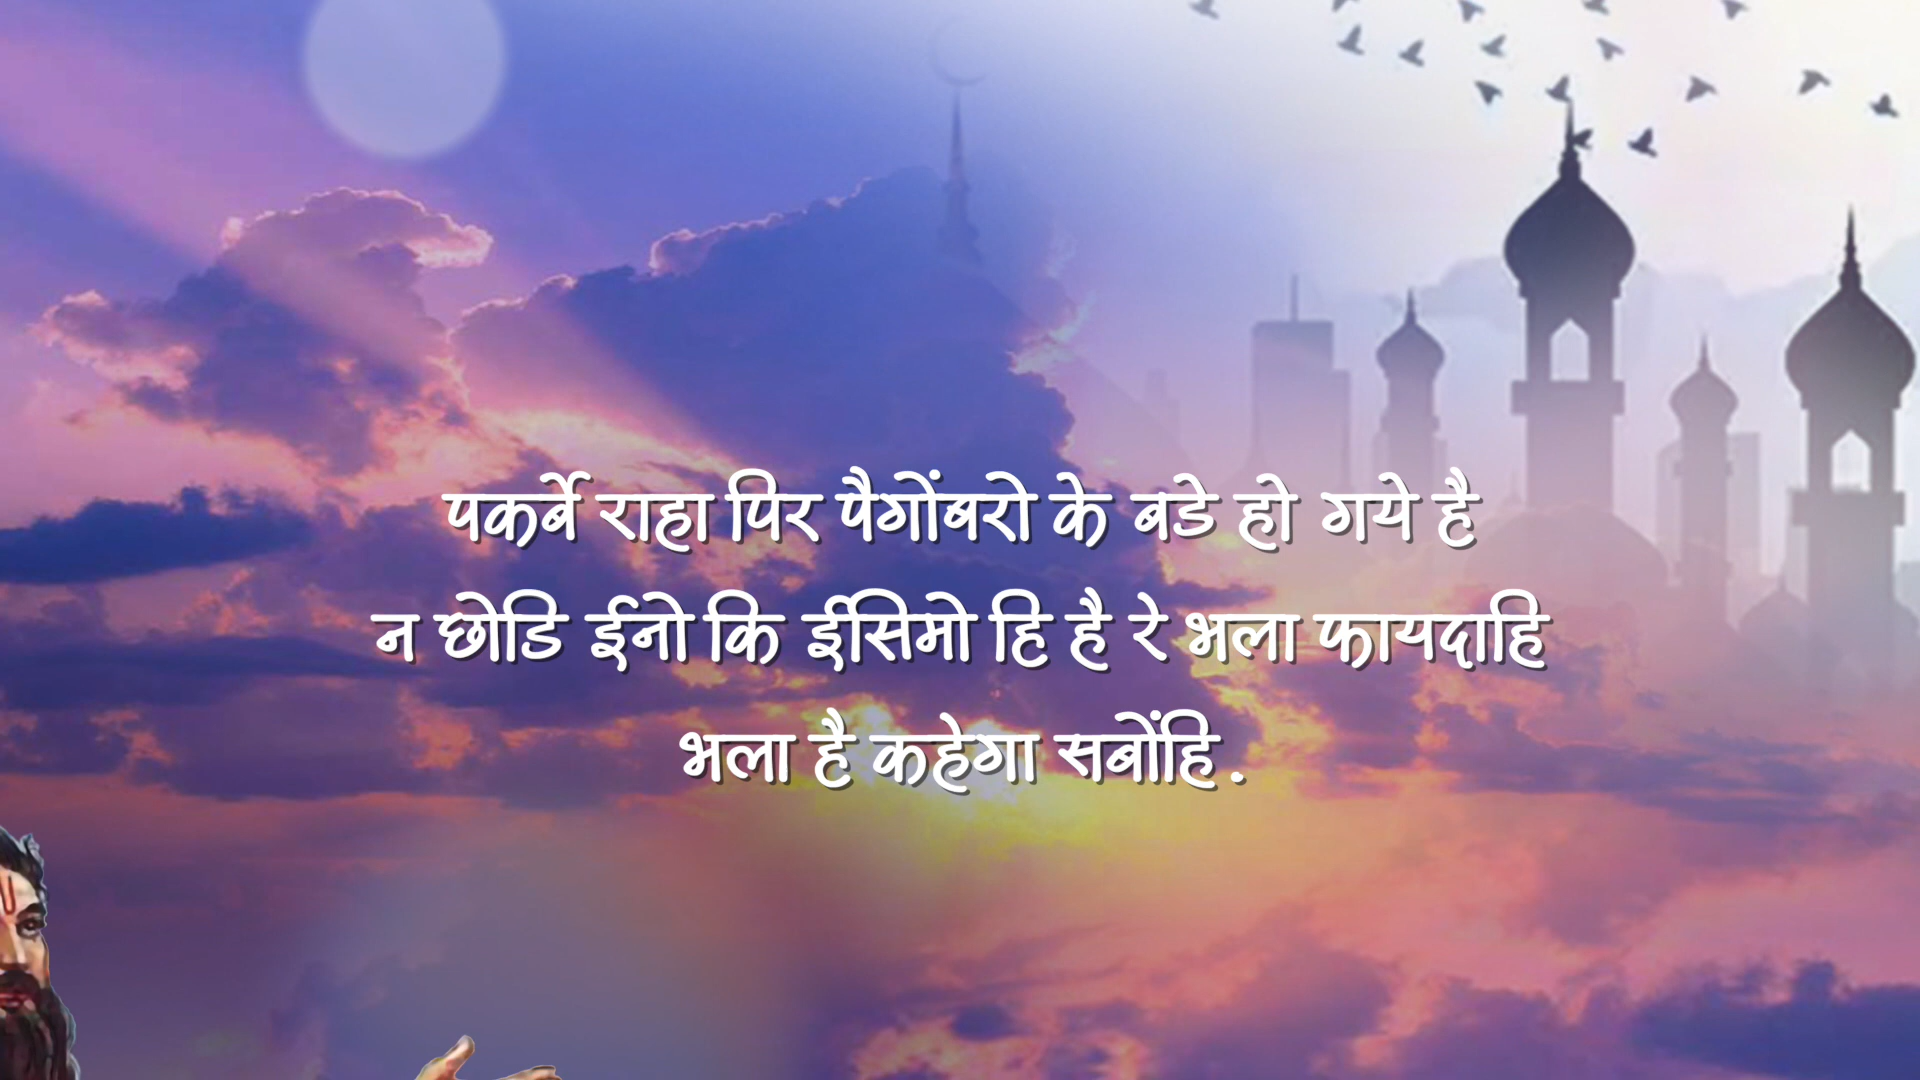 पकर्बे राहा पिर पैगोंबरो के बडे हो गये है
न छोडि ईनो कि ईसिमो हि है रे भला फायदाहि
भला है कहेगा सबोंहि.